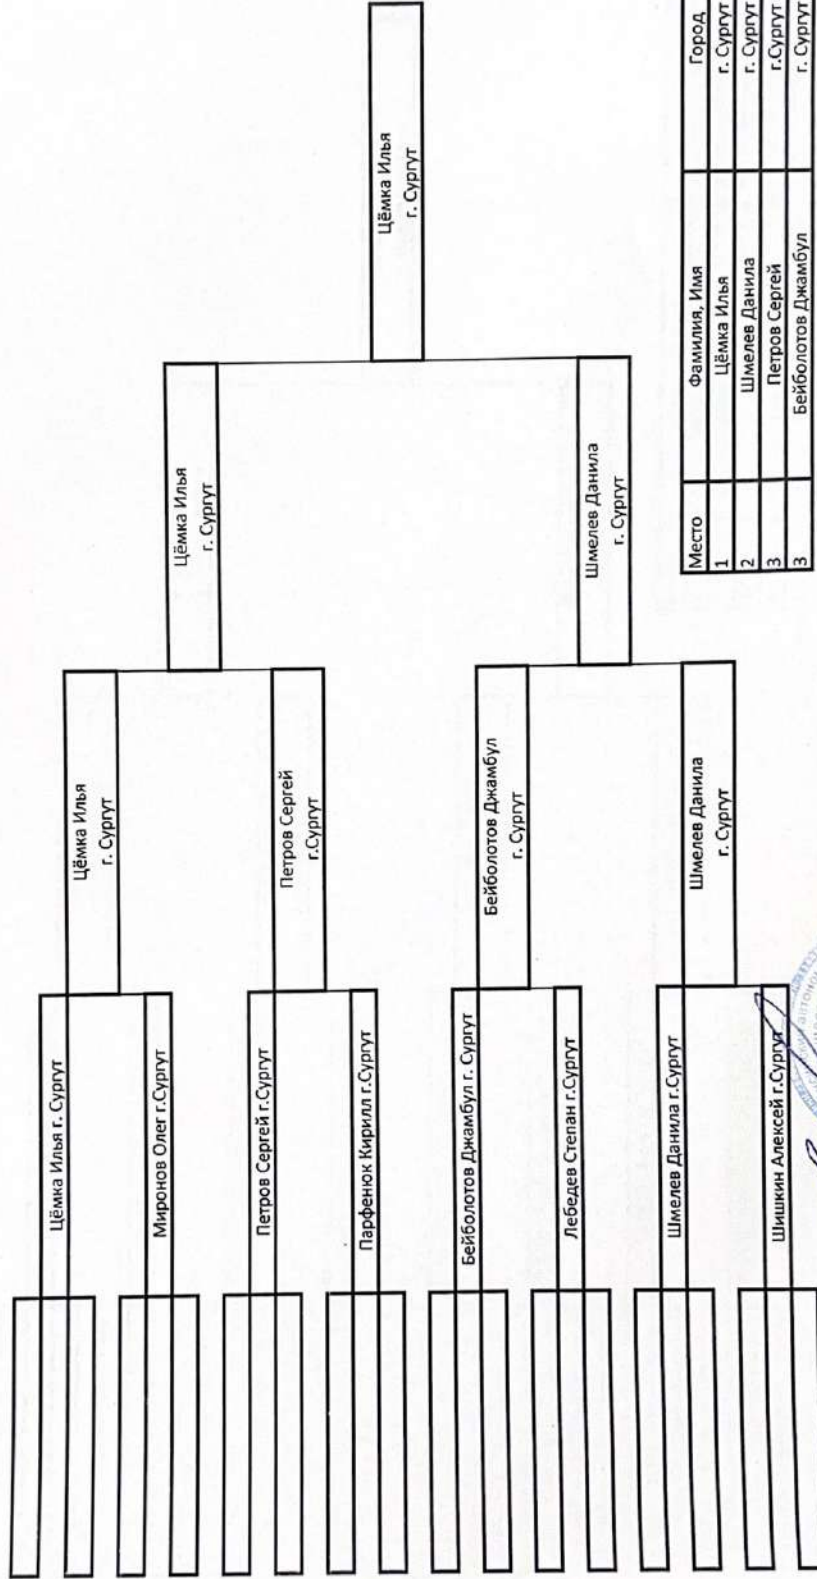 Цёмка Илья г. Сургут
Миронов Олег г.Сургут
Петров Сергей г.Сургут
Парфенюк Кирилл г.Сургут
Бейболотов Джамбул г. Сургут
Лебедев Степан г.Сургут
Шмелев Данила г.Сургут
Шишкин Алексей г.Сургут
Цёмка Илья
г. Сургут
Петров Сергей
г.Сургут
Бейболотов Джамбул
г. Сургут
Шмелев Данила
г. Сургут
Цёмка Илья
г. Сургут
Шмелев Данила
г. Сургут
Цёмка Илья
г. Сургут
Место Фамилия, Имя Город
1 Цёмка Илья г. Сургут
2 Шмелев Данила г. Сургут
3 Петров Сергей г.Сургут
3 Бейболотов Джамбул г. Сургут